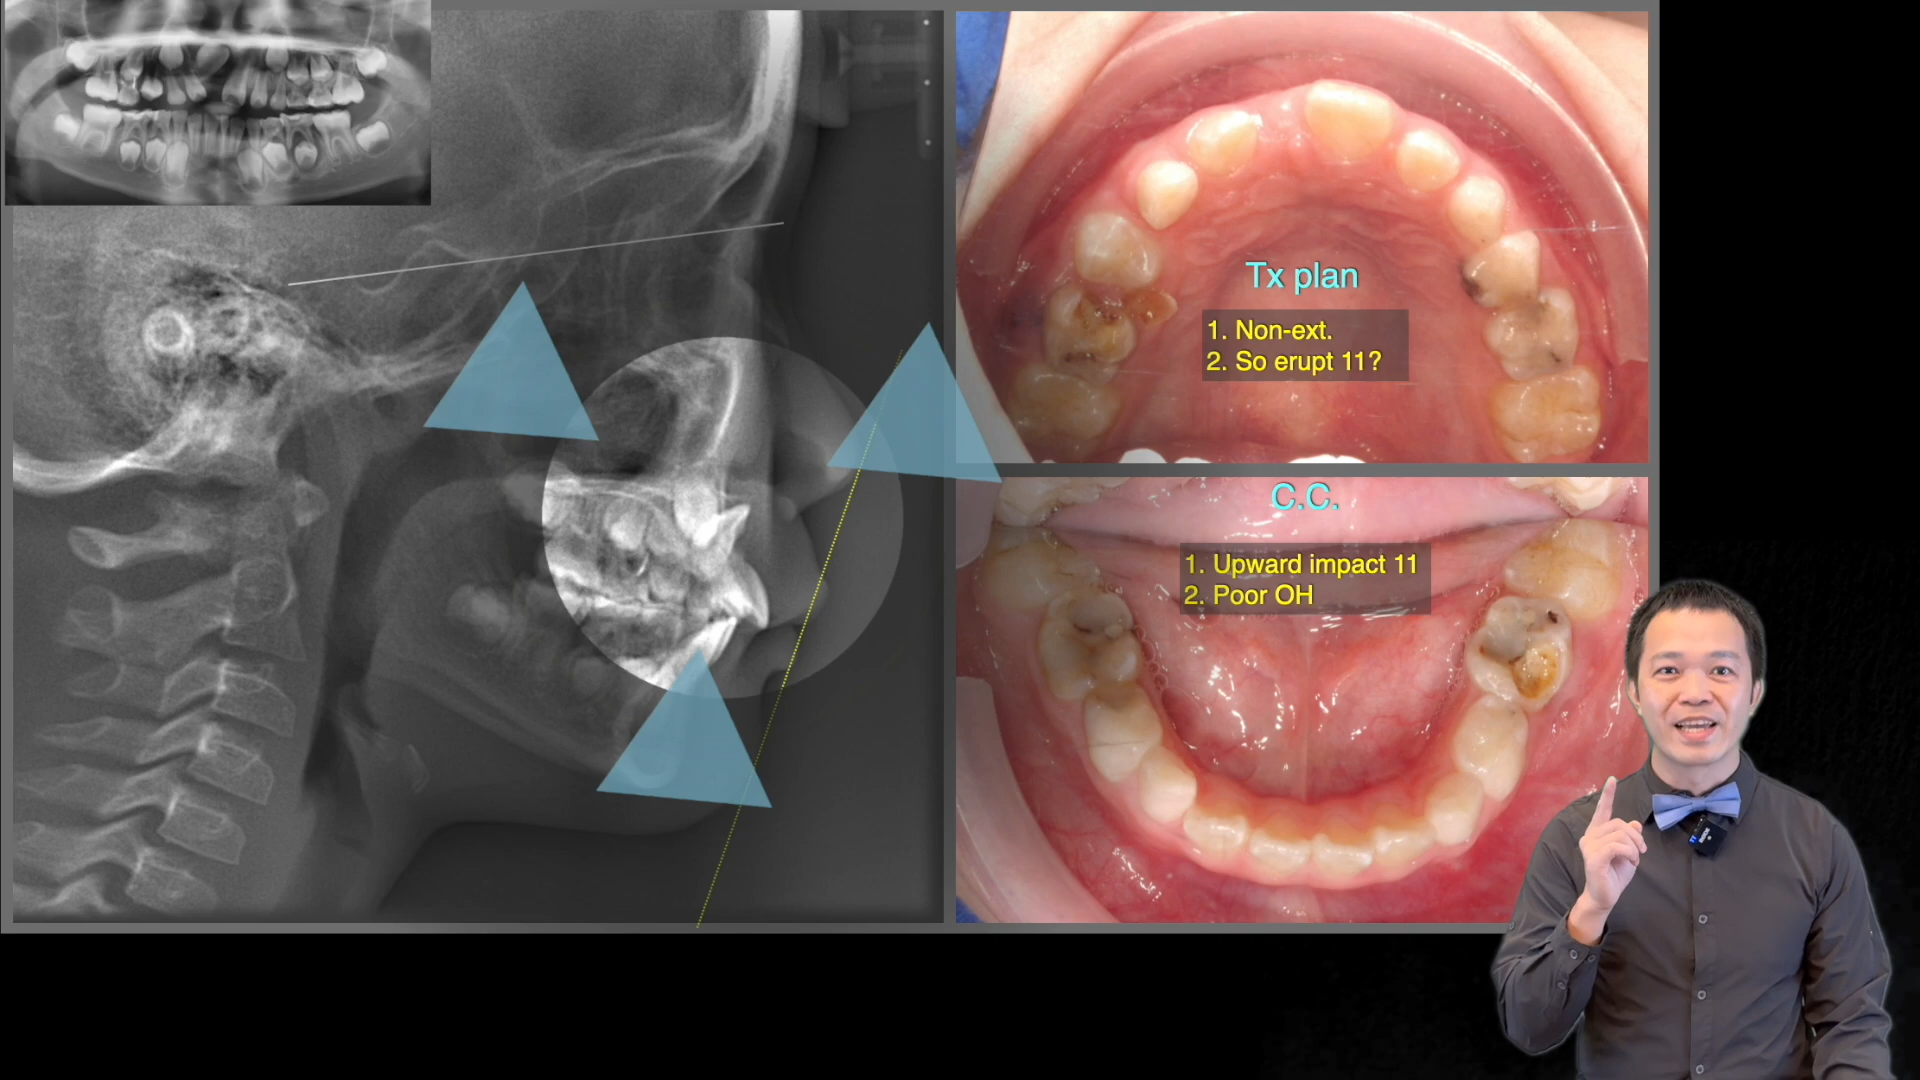 Tx plan
1. Non-ext.
2. So erupt 11?
C.C.
1. Upward impact 11
2. Poor OH